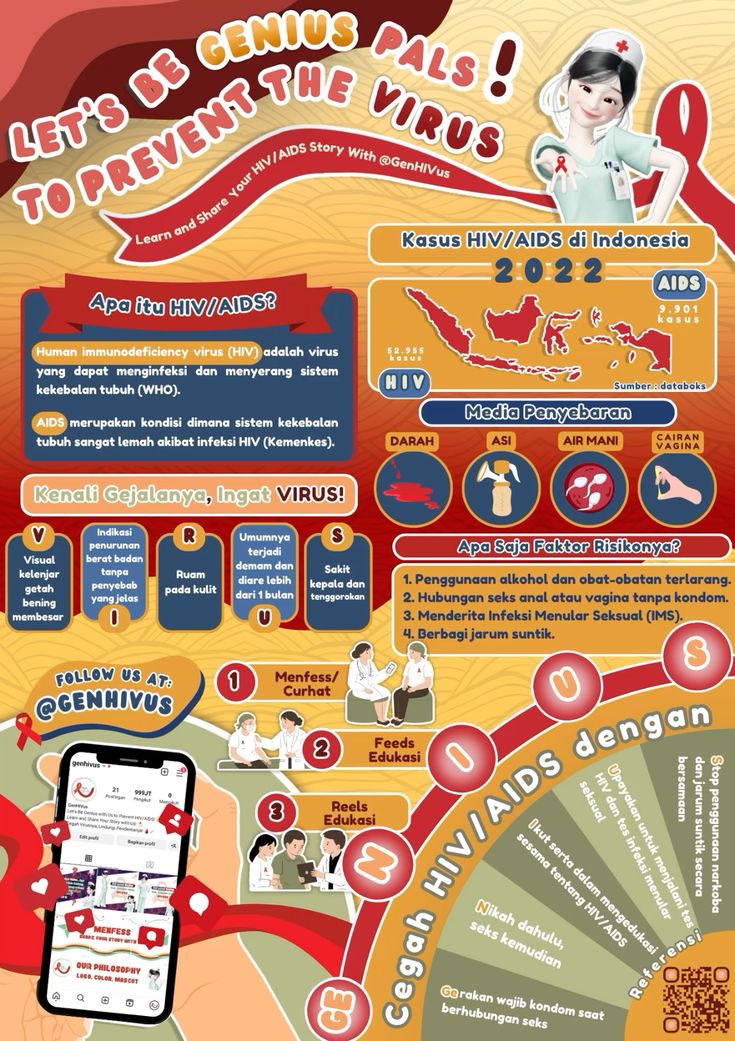 LET'S BE GENIUS PALS!
TO PREVENT THE VIRUS
Learn and Share Your HIV/AIDS Story With @GenHIVus
Kasus HIV/AIDS di Indonesia
2022
AIDS
9.901
kasus
52,955
kasus
HIV
Sumber : databoks
Apa itu HIV/AIDS?
Human immunodeficiency virus (HIV) adalah virus
yang dapat menginfeksi dan menyerang sistem
kekebalan tubuh (WHO).
AIDS merupakan kondisi dimana sistem kekebalan
tubuh sangat lemah akibat infeksi HIV (Kemenkes).
Media Penyebaran
DARAH
ASI
AIR MANI
CAIRAN
VAGINA
Kenali Gejalanya, Ingat VIRUS!
V
Visual
kelenjar
getah
bening
membesar
Indikasi
penurunan
berat badan
tanpa
penyebab
yang jelas
I
R
Ruam
pada kulit
Umumnya
terjadi
demam dan
diare lebih
dari 1 bulan
U
S
Sakit
kepala dan
tenggorokan
Apa Saja Faktor Risikonya?
1. Penggunaan alkohol dan obat-obatan terlarang.
2. Hubungan seks anal atau vagina tanpa kondom.
3. Menderita Infeksi Menular Seksual (IMS).
4. Berbagi jarum suntik.
FOLLOW US AT:
@GENHIVUS
1
Menfess/
Curhat
2
Feeds
Edukasi
3
Reels
Edukasi
genhivus
21
Postingan
999JT
Pengikut
0
GenHIVus
Let's Be Genius with Us to Prevent HIV/AIDS!
Learn and Share Your Story with Us!
Edit profil
Bagikan profil
MENFESS
SHARE YOUR STORY WITH
OUR PHILOSOPHY
LOGO, COLOR, MASCOT
GE
N
I
U
S
Cegah HIV/AIDS dengan
Gerakan wajib kondom saat
berhubungan seks
Nikah dahulu,
seks kemudian
Ikut serta dalam mengedukasi
sesama tentang HIV/AIDS
Upayakan untuk menjalani tes
HIV dan tes infeksi menular
seksual
Stop penggunaan narkoba
dan jarum suntik secara
bersamaan
Referensi